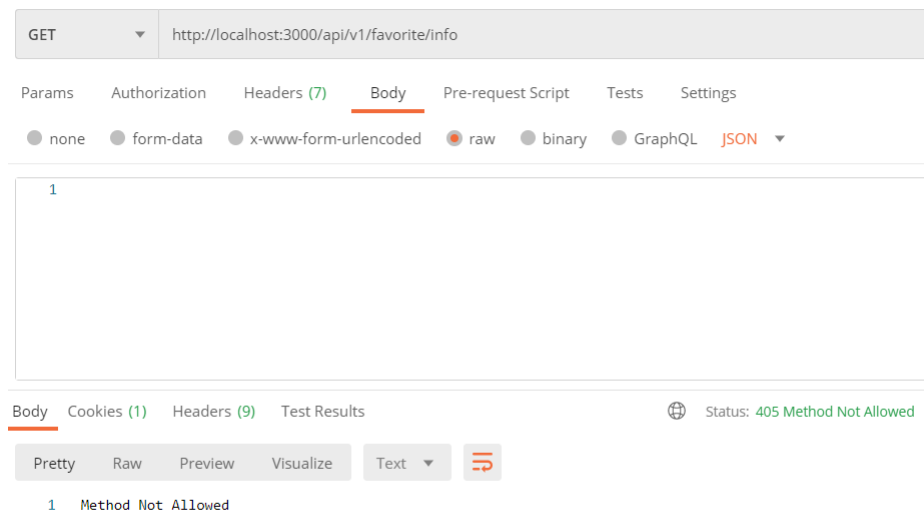 GET http://localhost:3000/api/v1/favorite/info
Params Authorization Headers (7) Body Pre-request Script Tests Settings
none form-data x-www-form-urlencoded raw binary GraphQL JSON
1
Body Cookies (1) Headers (9) Test Results Status: 405 Method Not Allowed
Pretty Raw Preview Visualize Text
1 Method Not Allowed